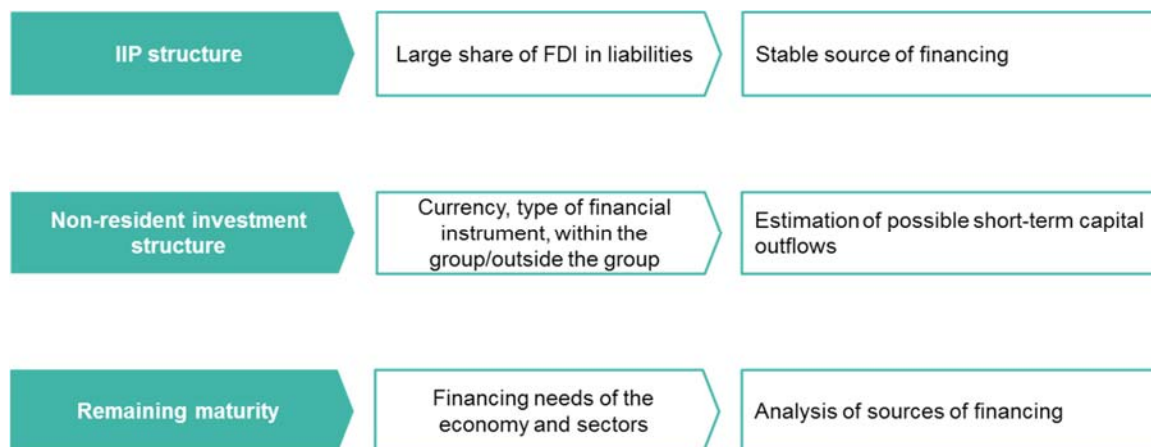 IIP structure
Large share of FDI in liabilities
Stable source of financing
Non-resident investment
structure
Currency, type of financial
instrument, within the
group/outside the group
Estimation of possible short-term capital
outflows
Remaining maturity
Financing needs of the
economy and sectors
Analysis of sources of financing